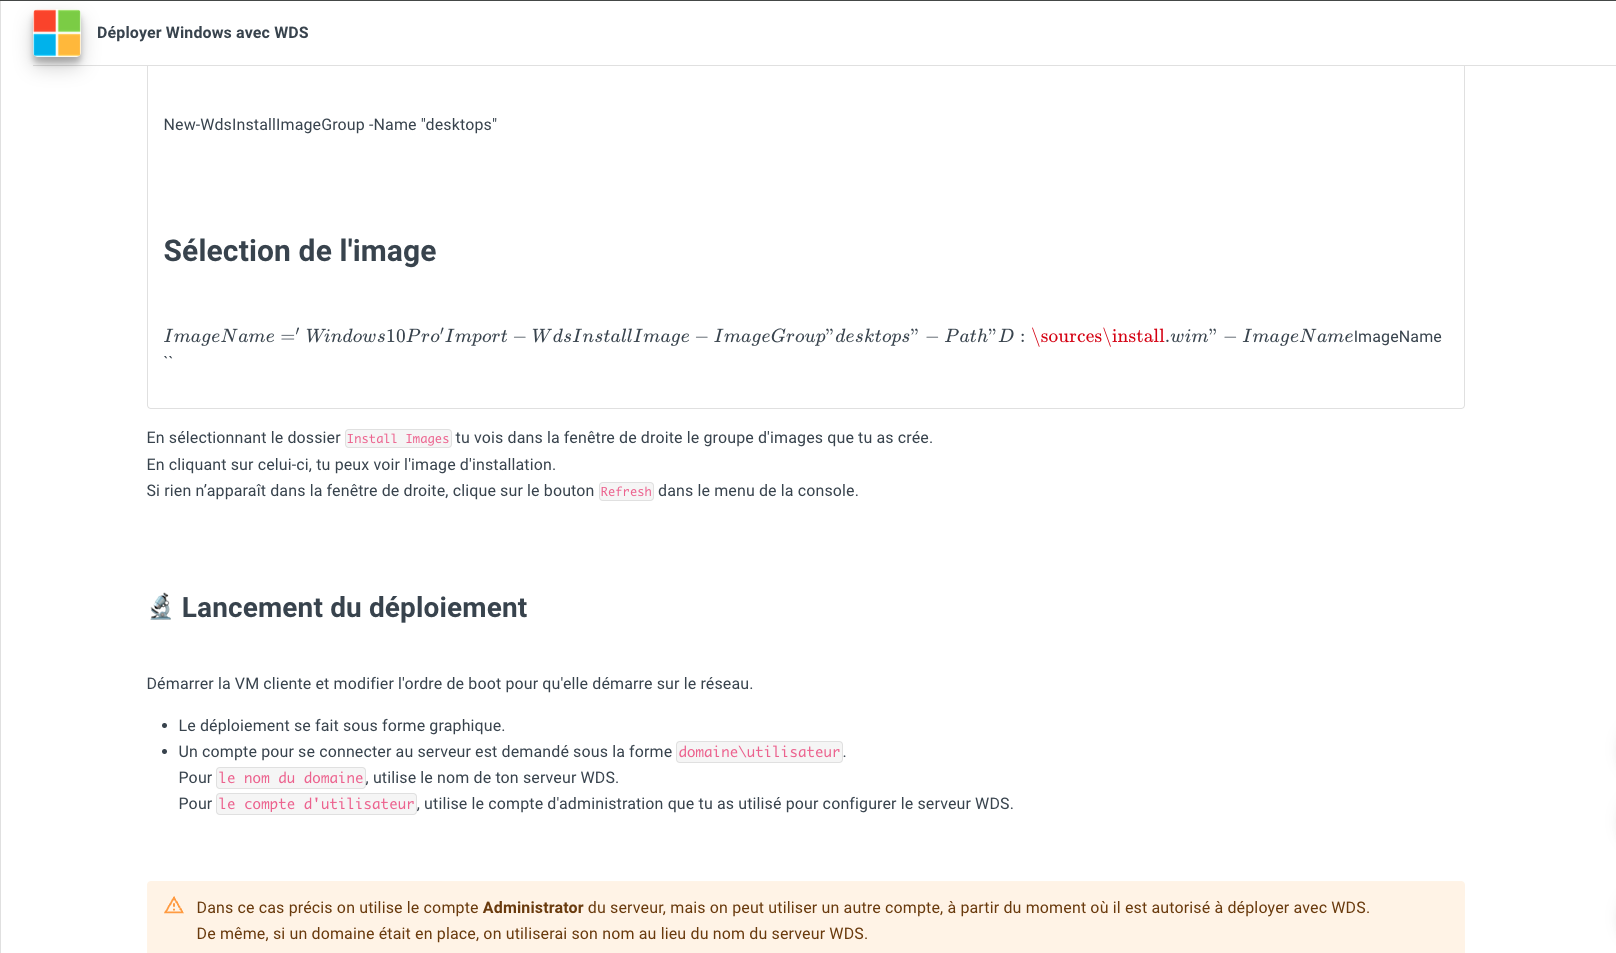 Déployer Windows avec WDS
New-WdsInstallImageGroup -Name "desktops"
Sélection de l'image
ImageName =′ Windows10Pro′Import − WdsInstallImage − ImageGroup”desktops” − Path”D : \sources\install.wim” − ImageNameImageName
``
En sélectionnant le dossier Install Images tu vois dans la fenêtre de droite le groupe d'images que tu as crée.
En cliquant sur celui-ci, tu peux voir l'image d'installation.
Si rien n’apparaît dans la fenêtre de droite, clique sur le bouton Refresh dans le menu de la console.
🔬 Lancement du déploiement
Démarrer la VM cliente et modifier l'ordre de boot pour qu'elle démarre sur le réseau.
• Le déploiement se fait sous forme graphique.
• Un compte pour se connecter au serveur est demandé sous la forme domaine\utilisateur.
Pour le nom du domaine, utilise le nom de ton serveur WDS.
Pour le compte d'utilisateur, utilise le compte d'administration que tu as utilisé pour configurer le serveur WDS.
Dans ce cas précis on utilise le compte Administrator du serveur, mais on peut utiliser un autre compte, à partir du moment où il est autorisé à déployer avec WDS.
De même, si un domaine était en place, on utiliserai son nom au lieu du nom du serveur WDS.